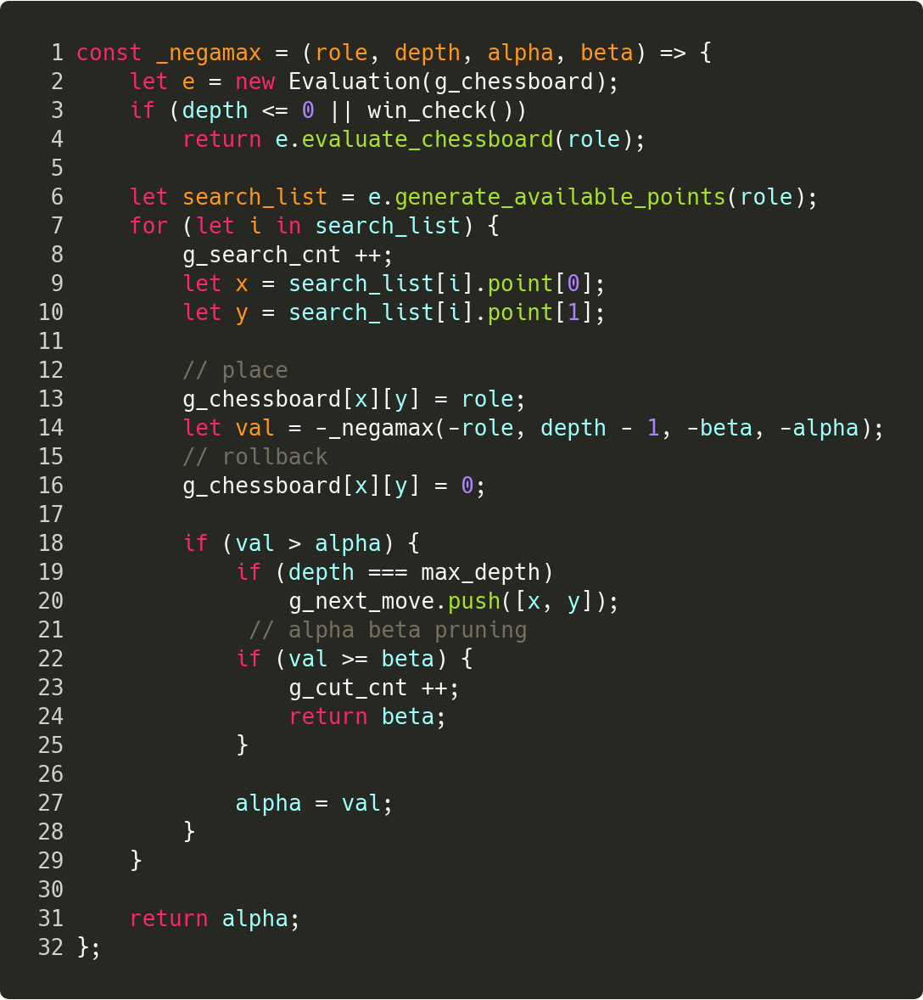 1 const _negamax = (role, depth, alpha, beta) => {
2     let e = new Evaluation(g_chessboard);
3     if (depth <= 0 || win_check())
4         return e.evaluate_chessboard(role);
5
6     let search_list = e.generate_available_points(role);
7     for (let i in search_list) {
8         g_search_cnt ++;
9         let x = search_list[i].point[0];
10         let y = search_list[i].point[1];
11
12         // place
13         g_chessboard[x][y] = role;
14         let val = -_negamax(-role, depth - 1, -beta, -alpha);
15         // rollback
16         g_chessboard[x][y] = 0;
17
18         if (val > alpha) {
19             if (depth === max_depth)
20                 g_next_move.push([x, y]);
21              // alpha beta pruning
22             if (val >= beta) {
23                 g_cut_cnt ++;
24                 return beta;
25             }
26
27             alpha = val;
28         }
29     }
30
31     return alpha;
32 };